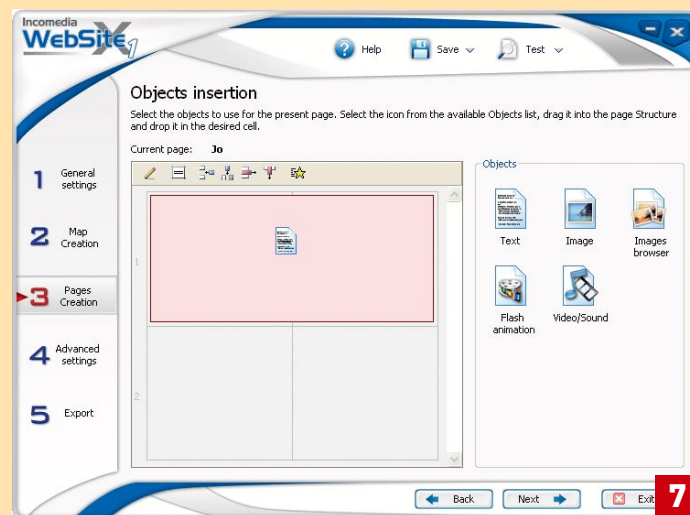 Incomedia
WebSite X
Help
Save
Test
Objects insertion
Select the objects to use for the present page. Select the icon from the available Objects list, drag it into the page Structure
and drop it in the desired cell.
Current page: Jo
1 General
settings
2 Map
Creation
3 Pages
Creation
4 Advanced
settings
5 Export
1
2
Objects
Text
Image
Images
browser
Flash
animation
Video/Sound
Back
Next
Exit
7